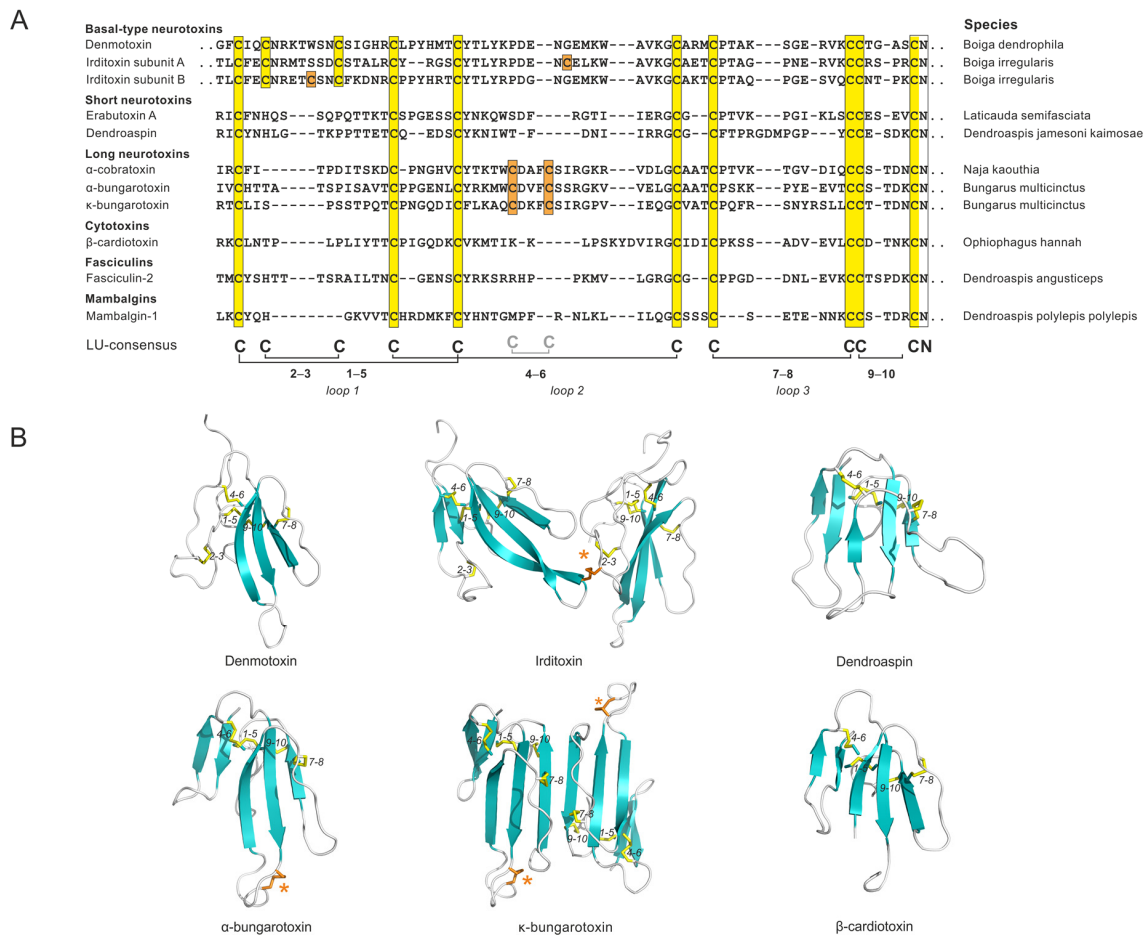 A
Basal-type neurotoxins Species
Denmotoxin ..GFCIQCNRKTWSNCSIGHRCLPYHMTCYTLYKPDE--NGEMKW--AVKGCARMCPTAK---SGE-RVKCCTG-ASCN.. Boiga dendrophila
Irditoxin subunit A TLCFECNRMTSSDCSTALRCY--RGSCYTLYRPDE--NCELKW--AVKGCAETCPTAG---PNE-RVKCCRS-PRCN.. Boiga irregularis
Irditoxin subunit B TLCFECNRETCSNCFKDNRCPPYHRTCYTLYRPDG--NGEMKW--AVKGCAKTCPTAQ---PGE-SVQCCNT-PKCN Boiga irregularis
Short neurotoxins
Erabutoxin A RICFNHQSS--QPQTTKTCSPGESSCYNKQWSDF----RGTI--IERGCG--CPTVK----PGI-KLSCCES-EVCN.. Laticauda semifasciata
Dendroaspin RICYNHLG---TKPPTTETCQ--EDSCYKNIWT-F----DNI--IIRRGCG--CFTPRGDMPGP-YCCESDKCN.. Dendroaspis jamesoni kaimosae
Long neurotoxins
α-cobratoxin IRCFI-----TPDITSKDCPNGHVCYTKTWCDAFCSIRGKR---VDLGCAATCPTVK----TGV-DIQCCS-TDNCN.. Naja kaouthia
α-bungarotoxin IVCHTTA---TSPISAVTCPPGENLCYRKMWCDVFCSSRGKV---VELGCAATCPSKK---PYE-EVTCCS-TDKCN.. Bungarus multicinctus
κ-bungarotoxin RTCLIS----PSSTPQTCPNGQDICFLKAQCDKFCSIRGPV---IEQGCVATCPQFR---SNYRSLLCCT-TDNCN.. Bungarus multicinctus
Cytotoxins
β-cardiotoxin RKCLNTP-----LPLIYTTCPIGQDKCVKMTIK-K-----LPSKYDVIRGCIDICPKSS---ADV-EVLCCDTNKCN.. Ophiophagus hannah
Fasciculins
Fasciculin-2 TMCYSHTT---TSRAILTNC--GENSCYRKSRRHP----PKMV---LGRGCG--CPPGD---DNL-EVKCCTSPDKCN.. Dendroaspis angusticeps
Mambalgins
Mambalgin-1 LKCYQH--------GKVVTCHRDMKFCYHNTGMPF--R-NLKL---ILQGCSSSCS-----ETE-NNKCCS-TDRCN.. Dendroaspis polylepis polylepis
LU-consensus C C C C C C C C C CC CN
2–3 1–5 4–6 7–8 9–10
loop 1 loop 2 loop 3
B
4-6
1-5
9-10
7-8
2-3
Denmotoxin
4-6
7-8
1-5
9-10
2-3
*
1-5
4-6
9-10
7-8
2-3
Irditoxin
4-6
1-5
9-10
7-8
Dendroaspin
4-6
1-5
9-10
7-8
*
α-bungarotoxin
4-6
1-5
9-10
7-8
*
*
7-8
9-10
1-5
4-6
κ-bungarotoxin
4-6
1-5
9-10
7-8
β-cardiotoxin